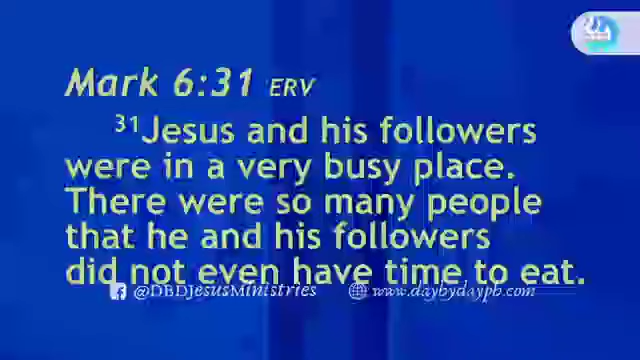 Mark 6:31 ERV
31Jesus and his followers
were in a very busy place.
There were so many people
that he and his followers
did not even have time to eat.
@DBDJesusMinistries www.daybydayph.com